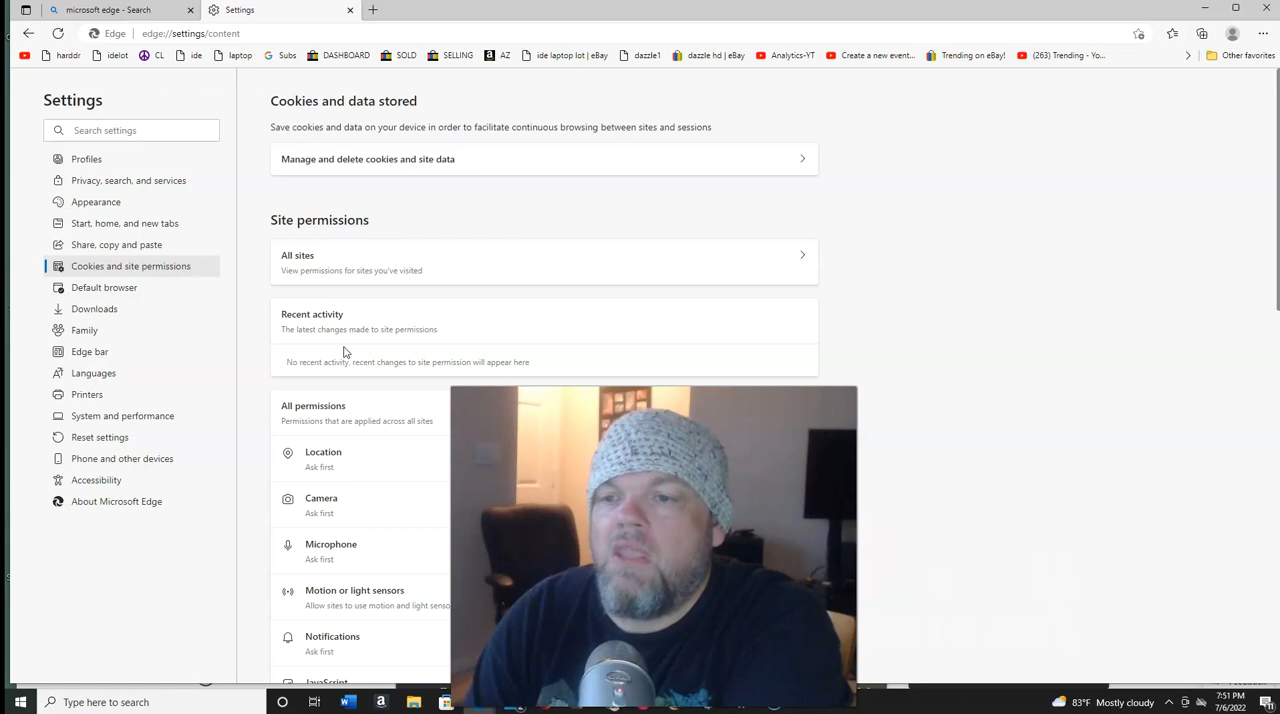 microsoft edge - Search
Settings
Edge
edge://settings/content
harddr
idelot
CL
ide
laptop
Subs
DASHBOARD
SOLD
SELLING
AZ
ide laptop lot | eBay
dazzle1
dazzle hd | eBay
Analytics-YT
Create a new event...
Trending on eBay!
(263) Trending - Yo...
Other favorites
Settings
Search settings
Profiles
Privacy, search, and services
Appearance
Start, home, and new tabs
Share, copy and paste
Cookies and site permissions
Default browser
Downloads
Family
Edge bar
Languages
Printers
System and performance
Reset settings
Phone and other devices
Accessibility
About Microsoft Edge
Cookies and data stored
Save cookies and data on your device in order to facilitate continuous browsing between sites and sessions
Manage and delete cookies and site data
Site permissions
All sites
View permissions for sites you've visited
Recent activity
The latest changes made to site permissions
No recent activity, recent changes to site permission will appear here
All permissions
Permissions that are applied across all sites
Location
Ask first
Camera
Ask first
Microphone
Ask first
Motion or light sensors
Allow sites to use motion and light senso
Notifications
Ask first
JavaScript
Type here to search
83°F Mostly cloudy
7:51 PM
7/6/2022